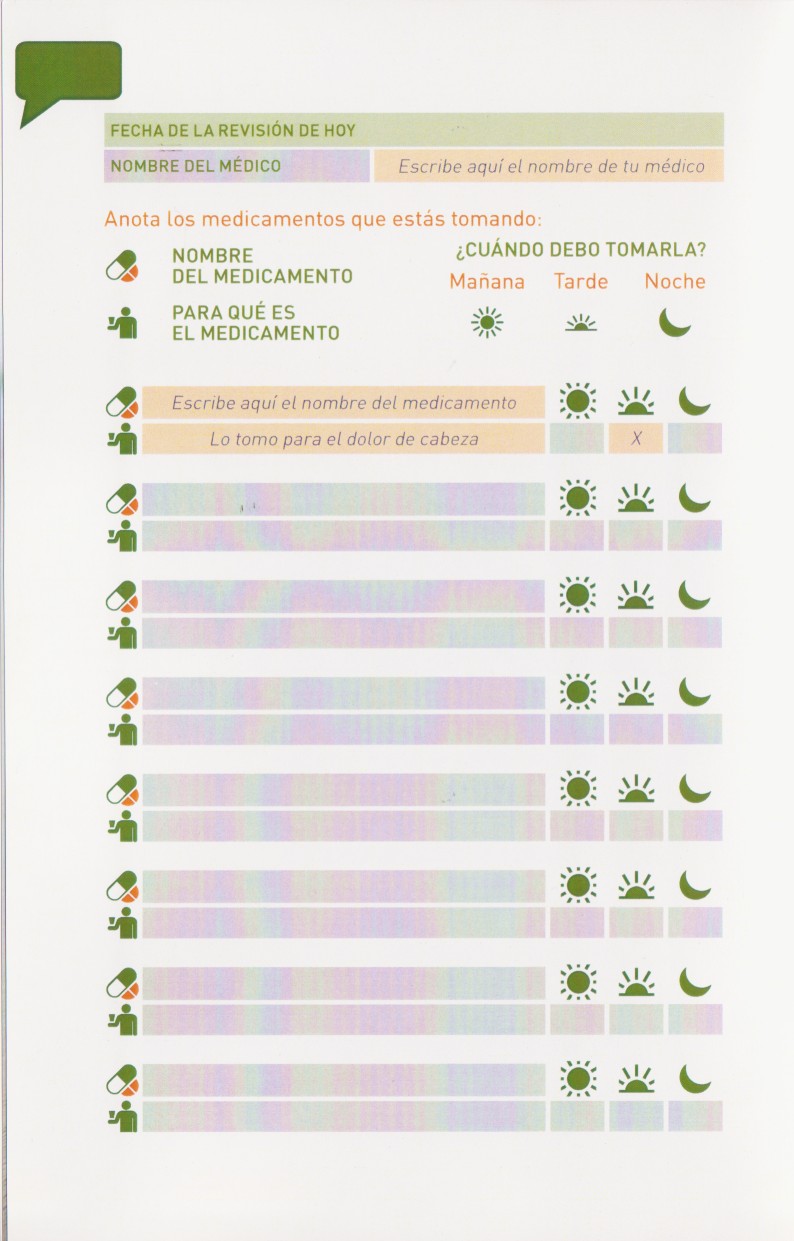 FECHA DE LA REVISIÓN DE HOY
NOMBRE DEL MÉDICO Escribe aquí el nombre de tu médico
Anota los medicamentos que estás tomando:
NOMBRE
DEL MEDICAMENTO
PARA QUÉ ES
EL MEDICAMENTO
¿CUÁNDO DEBO TOMARLA?
Mañana Tarde Noche
Escribe aquí el nombre del medicamento
Lo tomo para el dolor de cabeza X